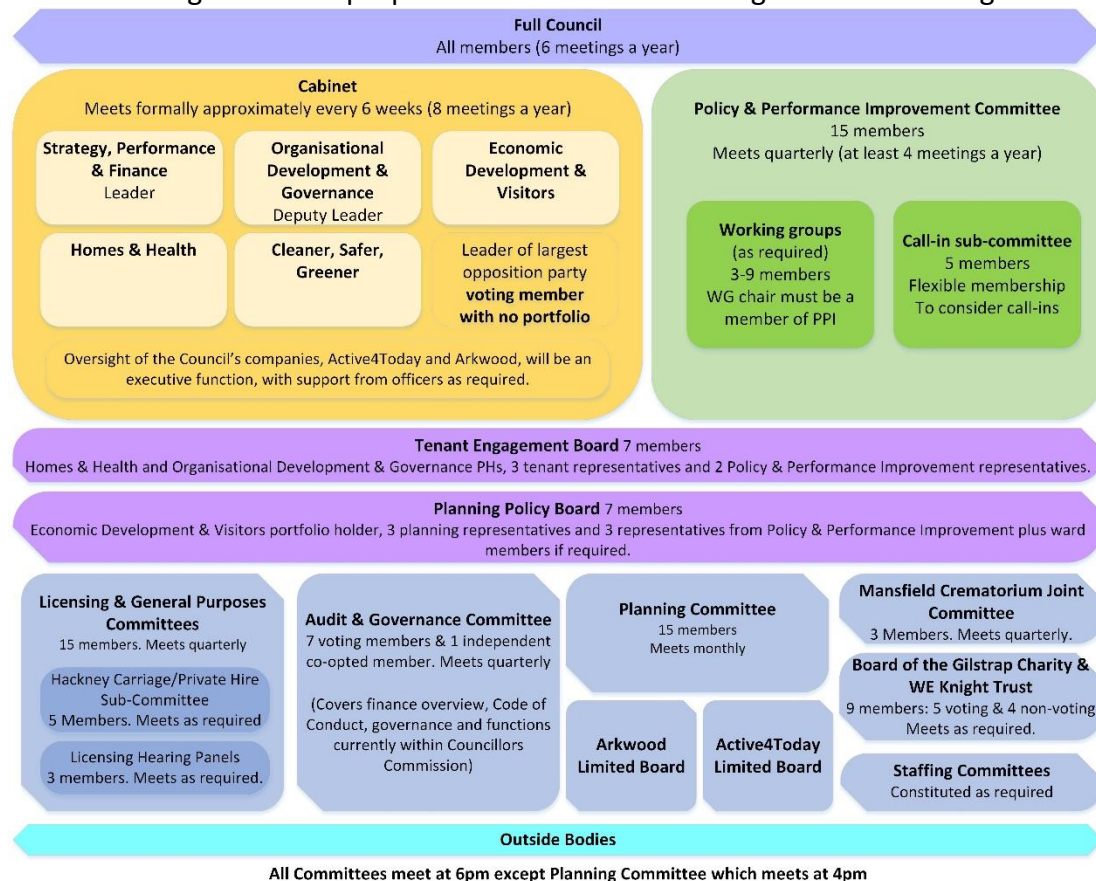 Full Council
All members (6 meetings a year)
Cabinet
Meets formally approximately every 6 weeks (8 meetings a year)
Strategy, Performance
& Finance
Leader
Organisational
Development &
Governance
Deputy Leader
Economic
Development &
Visitors
Homes & Health
Cleaner, Safer,
Greener
Leader of largest
opposition party
voting member
with no portfolio
Oversight of the Council's companies, Active4Today and Arkwood, will be an
executive function, with support from officers as required.
Policy & Performance Improvement Committee
15 members
Meets quarterly (at least 4 meetings a year)
Working groups
(as required)
3-9 members
WG chair must be a
member of PPI
Call-in sub-committee
5 members
Flexible membership
To consider call-ins
Tenant Engagement Board 7 members
Homes & Health and Organisational Development & Governance PHs, 3 tenant representatives and 2 Policy & Performance Improvement representatives.
Planning Policy Board 7 members
Economic Development & Visitors portfolio holder, 3 planning representatives and 3 representatives from Policy & Performance Improvement plus ward
members if required.
Licensing & General Purposes
Committees
15 members. Meets quarterly
Hackney Carriage/Private Hire
Sub-Committee
5 Members. Meets as required
Licensing Hearing Panels
3 members. Meets as required.
Audit & Governance Committee
7 voting members & 1 independent
co-opted member. Meets quarterly
(Covers finance overview, Code of
Conduct, governance and functions
currently within Councillors
Commission)
Planning Committee
15 members
Meets monthly
Arkwood
Limited Board
Active4Today
Limited Board
Mansfield Crematorium Joint
Committee
3 Members. Meets quarterly.
Board of the Gilstrap Charity &
WE Knight Trust
9 members: 5 voting & 4 non-voting
Meets as required.
Staffing Committees
Constituted as required
Outside Bodies
All Committees meet at 6pm except Planning Committee which meets at 4pm